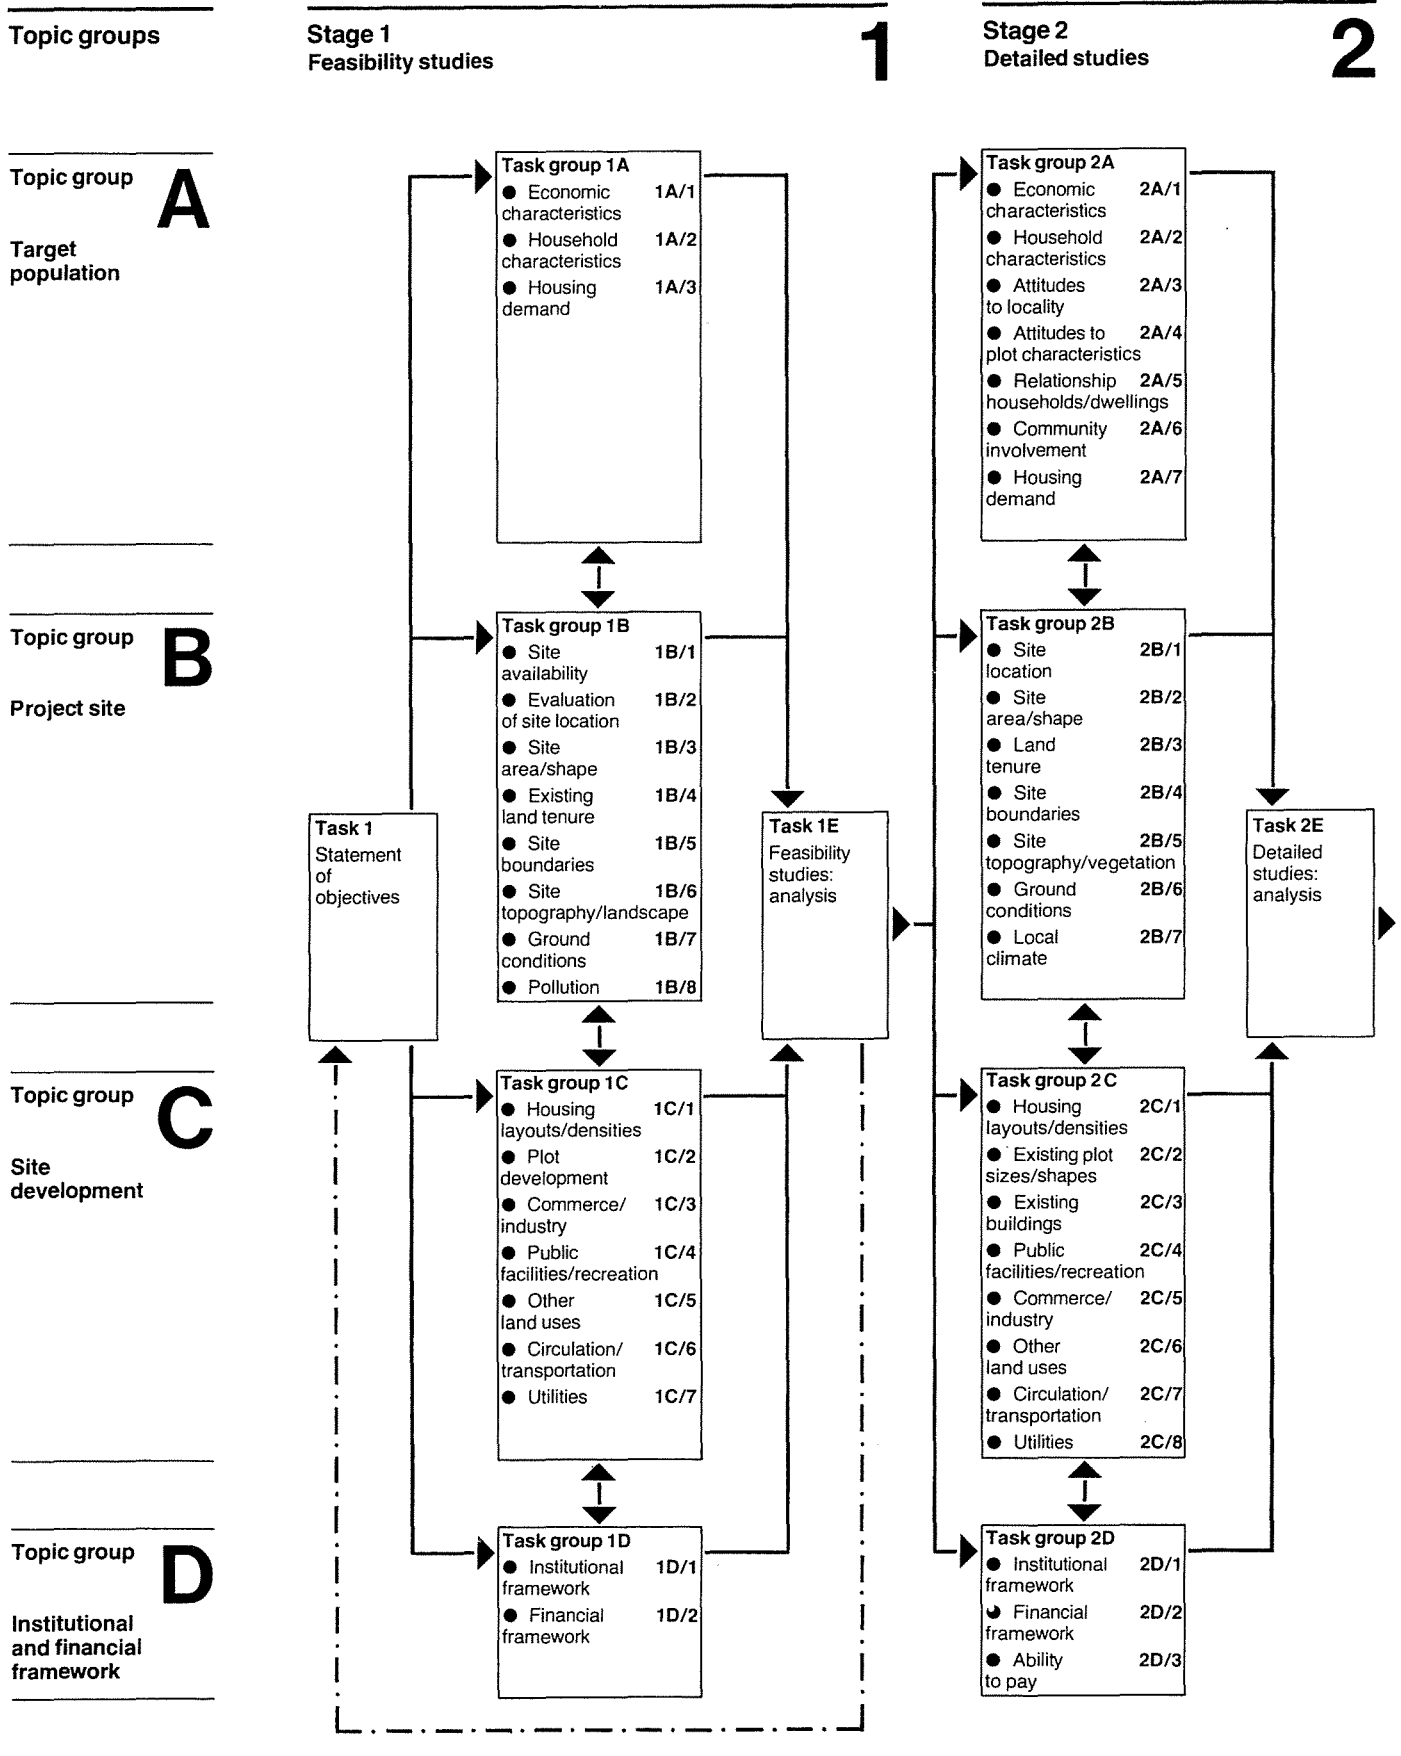 Topic groups
Stage 1
Feasibility studies
1
Stage 2
Detailed studies
2
Topic group
A
Target
population
Task group 1A
● Economic 1A/1
characteristics
● Household 1A/2
characteristics
● Housing 1A/3
demand
Task group 2A
● Economic 2A/1
characteristics
● Household 2A/2
characteristics
● Attitudes 2A/3
to locality
● Attitudes to 2A/4
plot characteristics
● Relationship 2A/5
households/dwellings
● Community 2A/6
involvement
● Housing 2A/7
demand
Topic group
B
Project site
Task 1
Statement
of
objectives
Task group 1B
● Site 1B/1
availability
● Evaluation 1B/2
of site location
● Site 1B/3
area/shape
● Existing 1B/4
land tenure
● Site 1B/5
boundaries
● Site 1B/6
topography/landscape
● Ground 1B/7
conditions
● Pollution 1B/8
Task 1E
Feasibility
studies:
analysis
Task group 2B
● Site 2B/1
location
● Site 2B/2
area/shape
● Land 2B/3
tenure
● Site 2B/4
boundaries
● Site 2B/5
topography/vegetation
● Ground 2B/6
conditions
● Local 2B/7
climate
Task 2E
Detailed
studies:
analysis
Topic group
C
Site
development
Task group 1C
● Housing 1C/1
layouts/densities
● Plot 1C/2
development
● Commerce/ 1C/3
industry
● Public 1C/4
facilities/recreation
● Other 1C/5
land uses
● Circulation/ 1C/6
transportation
● Utilities 1C/7
Task group 2C
● Housing 2C/1
layouts/densities
● Existing plot 2C/2
sizes/shapes
● Existing 2C/3
buildings
● Public 2C/4
facilities/recreation
● Commerce/ 2C/5
industry
● Other 2C/6
land uses
● Circulation/ 2C/7
transportation
● Utilities 2C/8
Topic group
D
Institutional
and financial
framework
Task group 1D
● Institutional 1D/1
framework
● Financial 1D/2
framework
Task group 2D
● Institutional 2D/1
framework
● Financial 2D/2
framework
● Ability 2D/3
to pay